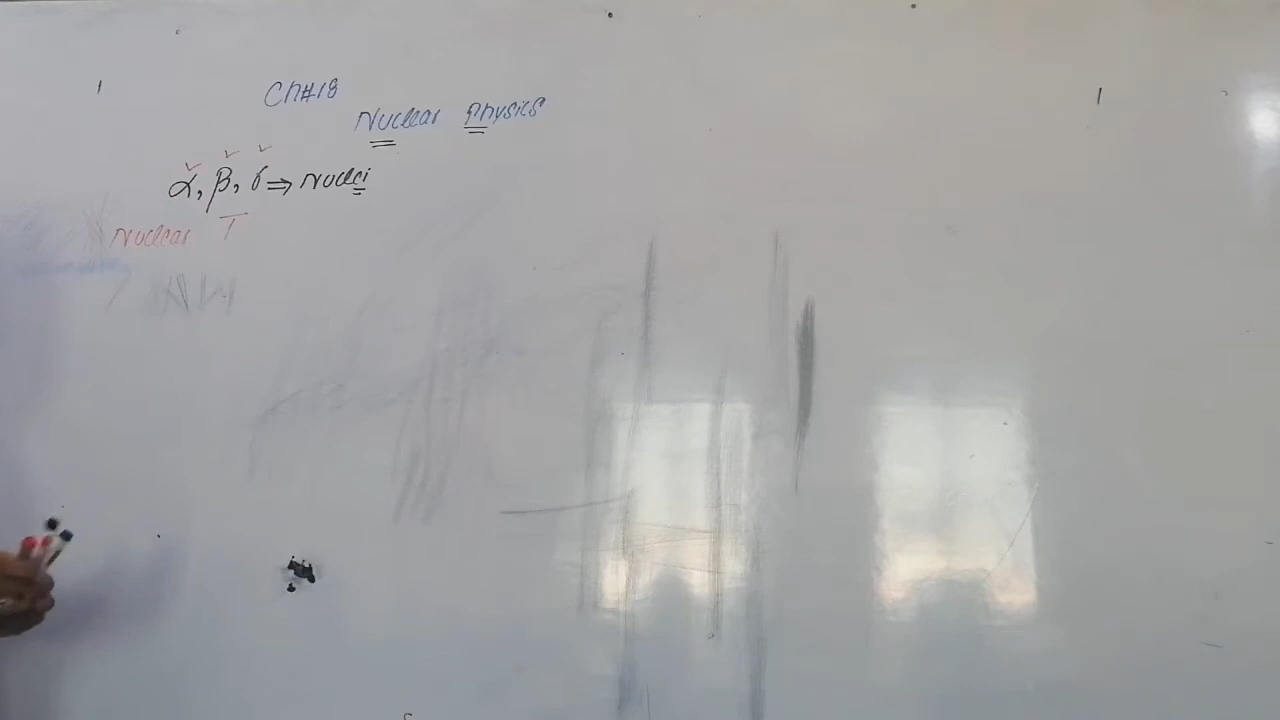 Ch#18
Nuclear Physics
α, β, γ ⇒ Nuclei
Nuclear T